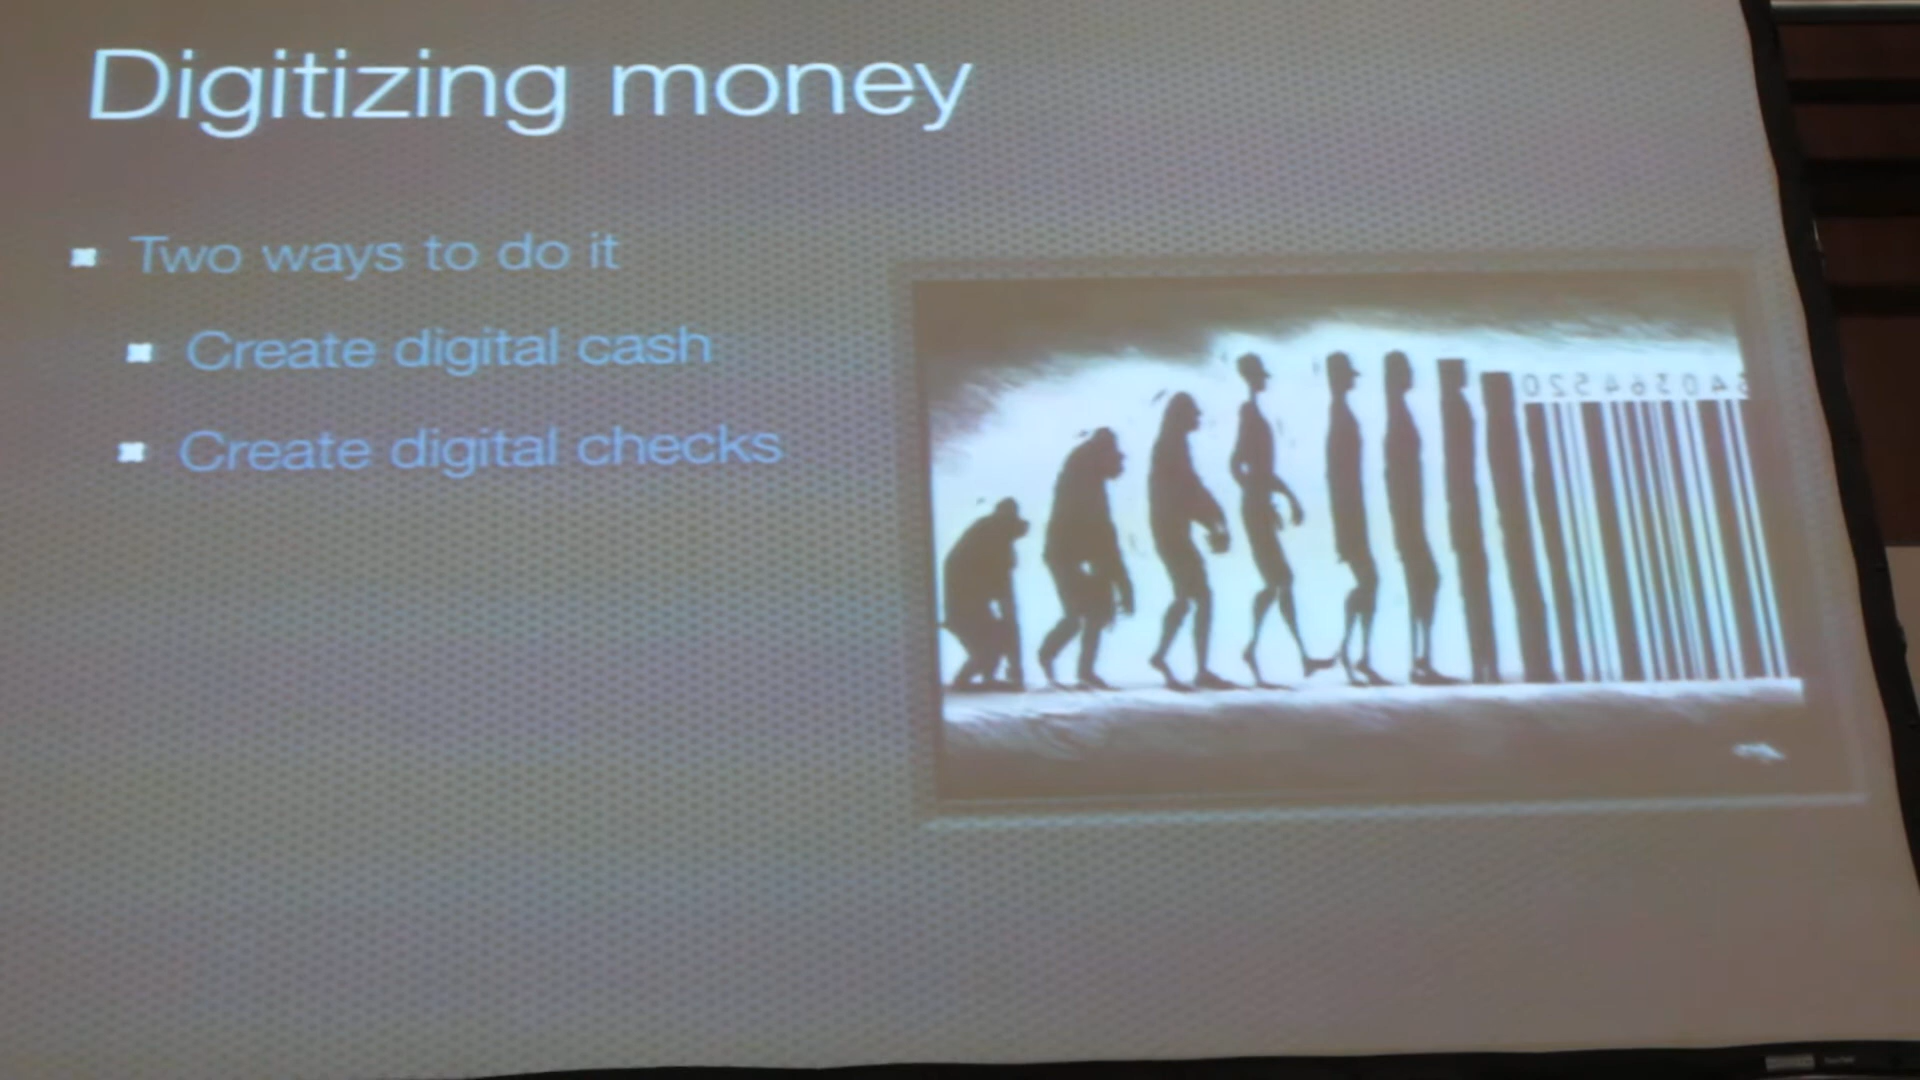 Digitizing money
Two ways to do it
Create digital cash
Create digital checks